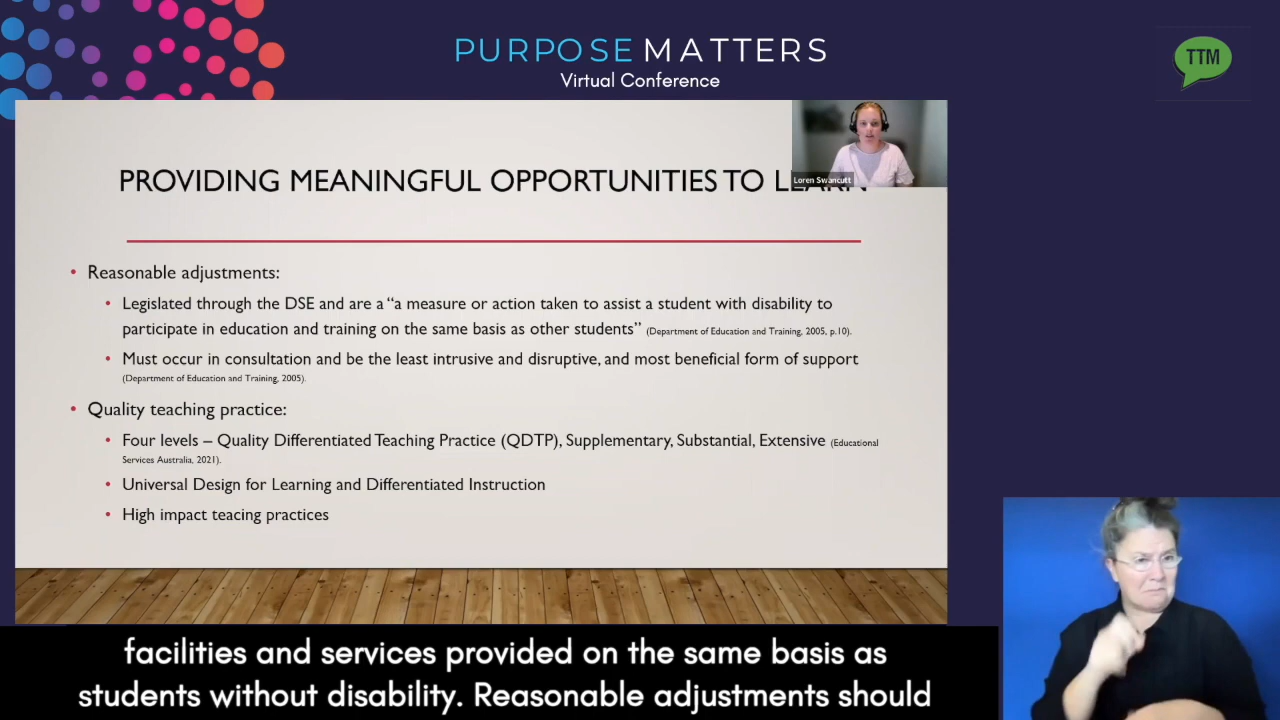 PURPOSE MATTERS
Virtual Conference
TTM
PROVIDING MEANINGFUL OPPORTUNITIES TO LEARN
Loren Swancutt
• Reasonable adjustments:
• Legislated through the DSE and are a “a measure or action taken to assist a student with disability to
participate in education and training on the same basis as other students” (Department of Education and Training, 2005, p.10).
• Must occur in consultation and be the least intrusive and disruptive, and most beneficial form of support
(Department of Education and Training, 2005).
• Quality teaching practice:
• Four levels – Quality Differentiated Teaching Practice (QDTP), Supplementary, Substantial, Extensive (Educational
Services Australia, 2021).
• Universal Design for Learning and Differentiated Instruction
• High impact teacing practices
facilities and services provided on the same basis as
students without disability. Reasonable adjustments should